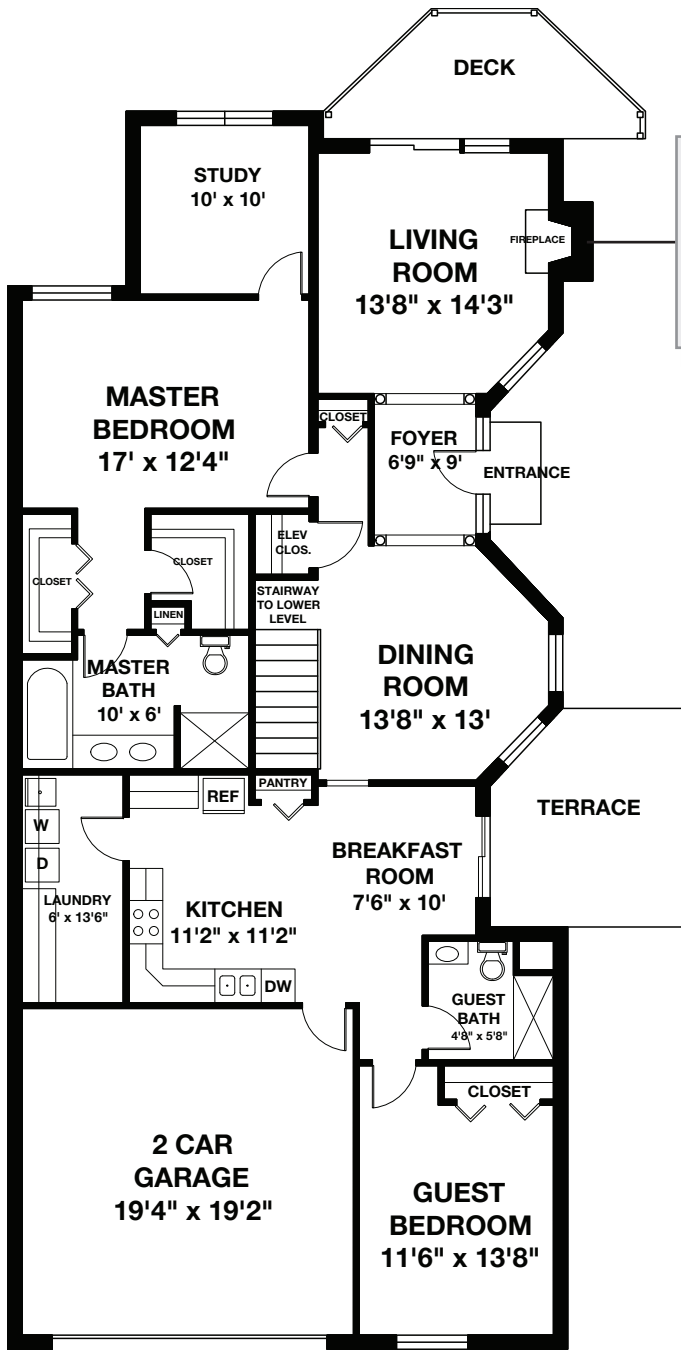 DECK
STUDY
10' x 10'
LIVING
ROOM
13'8" x 14'3"
FIREPLACE
MASTER
BEDROOM
17' x 12'4"
CLOSET
FOYER
6'9" x 9'
ENTRANCE
ELEV
CLOS.
CLOSET
CLOSET
LINEN
STAIRWAY
TO LOWER
LEVEL
MASTER
BATH
10' x 6'
DINING
ROOM
13'8" x 13'
TERRACE
W
D
LAUNDRY
6' x 13'6"
REF
PANTRY
BREAKFAST
ROOM
7'6" x 10'
KITCHEN
11'2" x 11'2"
DW
GUEST
BATH
4'8" x 5'8"
CLOSET
2 CAR
GARAGE
19'4" x 19'2"
GUEST
BEDROOM
11'6" x 13'8"